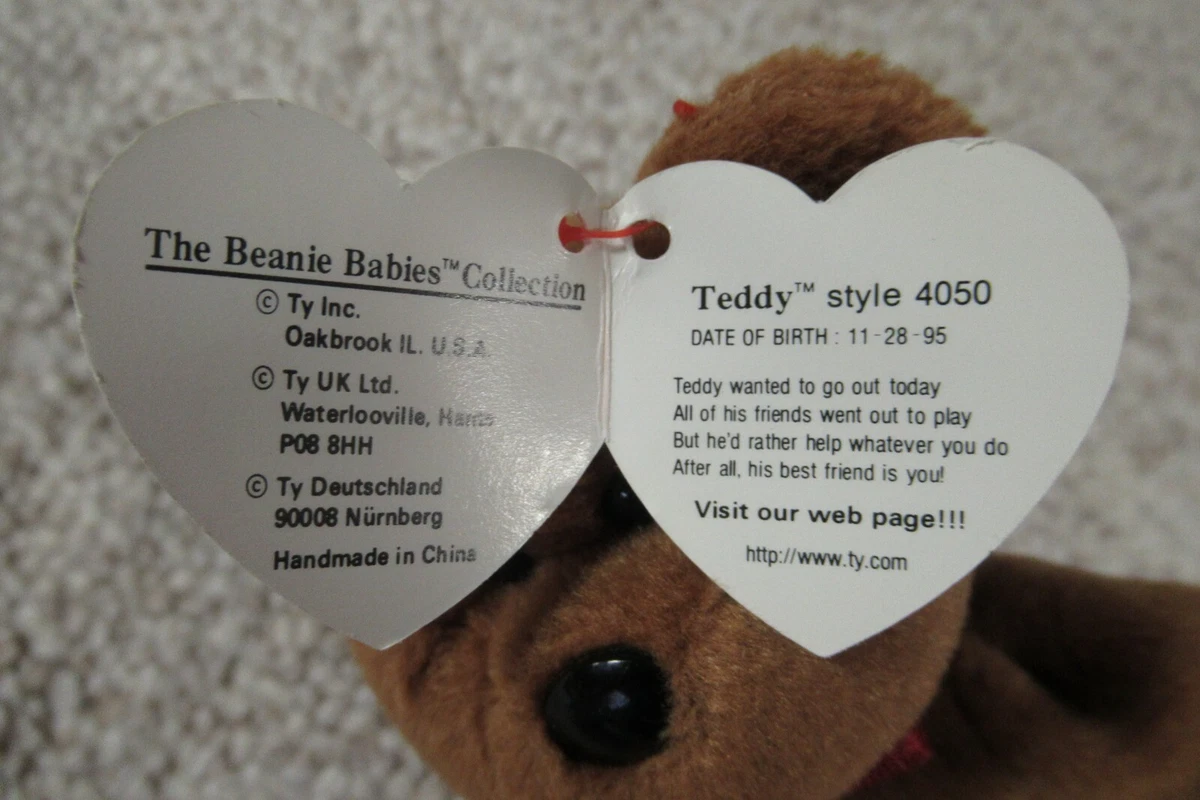 The Beanie Babies™ Collection
© Ty Inc.
Oakbrook IL. U.S.A.
© Ty UK Ltd.
Waterlooville, Hants
P08 8HH
© Ty Deutschland
90008 Nürnberg
Handmade in China
Teddy™ style 4050
DATE OF BIRTH : 11-28-95
Teddy wanted to go out today
All of his friends went out to play
But he'd rather help whatever you do
After all, his best friend is you!
Visit our web page!!!
http://www.ty.com